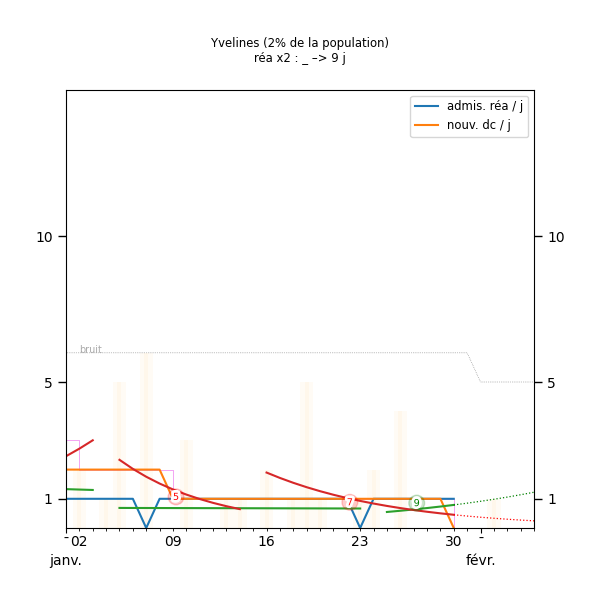 Yvelines (2% de la population)
réa x2 : _ –> 9 j
admis. réa / j
nouv. dc / j
10
10
bruit
5
5
5
7
9
1
1
02
09
16
23
30
-
janv.
févr.